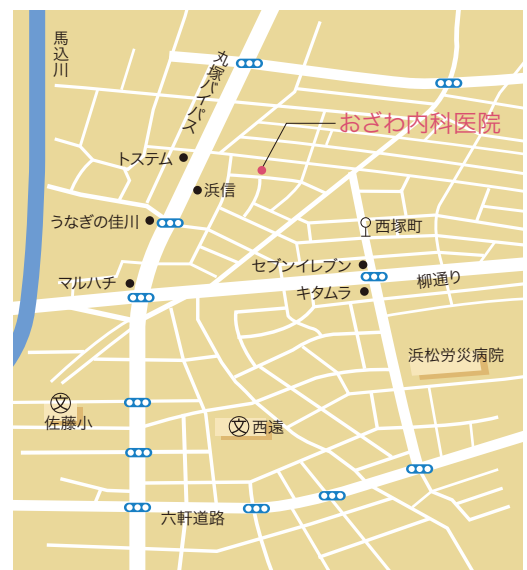 馬込川
丸塚バイパス
おざわ内科医院
トステム
浜信
うなぎの佳川
西塚町
セブンイレブン
柳通り
マルハチ
キタムラ
浜松労災病院
文
佐藤小
文
西遠
六軒道路